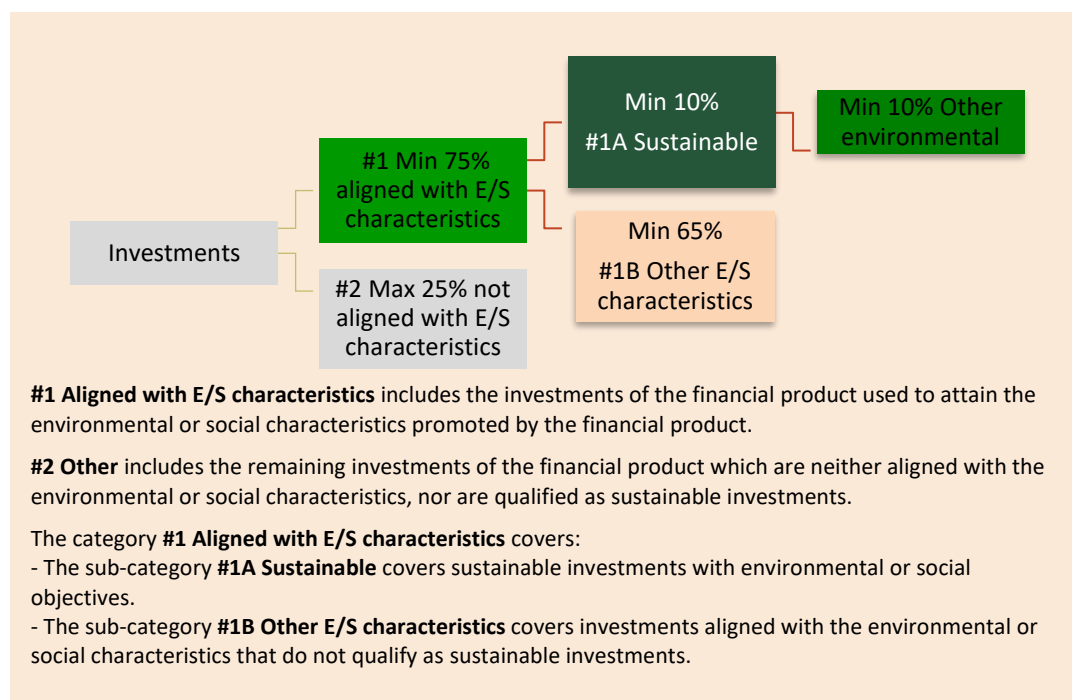 Min 10%
#1A Sustainable
Min 10% Other
environmental
#1 Min 75%
aligned with E/S
characteristics
Min 65%
#1B Other E/S
characteristics
Investments
#2 Max 25% not
aligned with E/S
characteristics
#1 Aligned with E/S characteristics includes the investments of the financial product used to attain the
environmental or social characteristics promoted by the financial product.
#2 Other includes the remaining investments of the financial product which are neither aligned with the
environmental or social characteristics, nor are qualified as sustainable investments.
The category #1 Aligned with E/S characteristics covers:
- The sub-category #1A Sustainable covers sustainable investments with environmental or social
objectives.
- The sub-category #1B Other E/S characteristics covers investments aligned with the environmental or
social characteristics that do not qualify as sustainable investments.